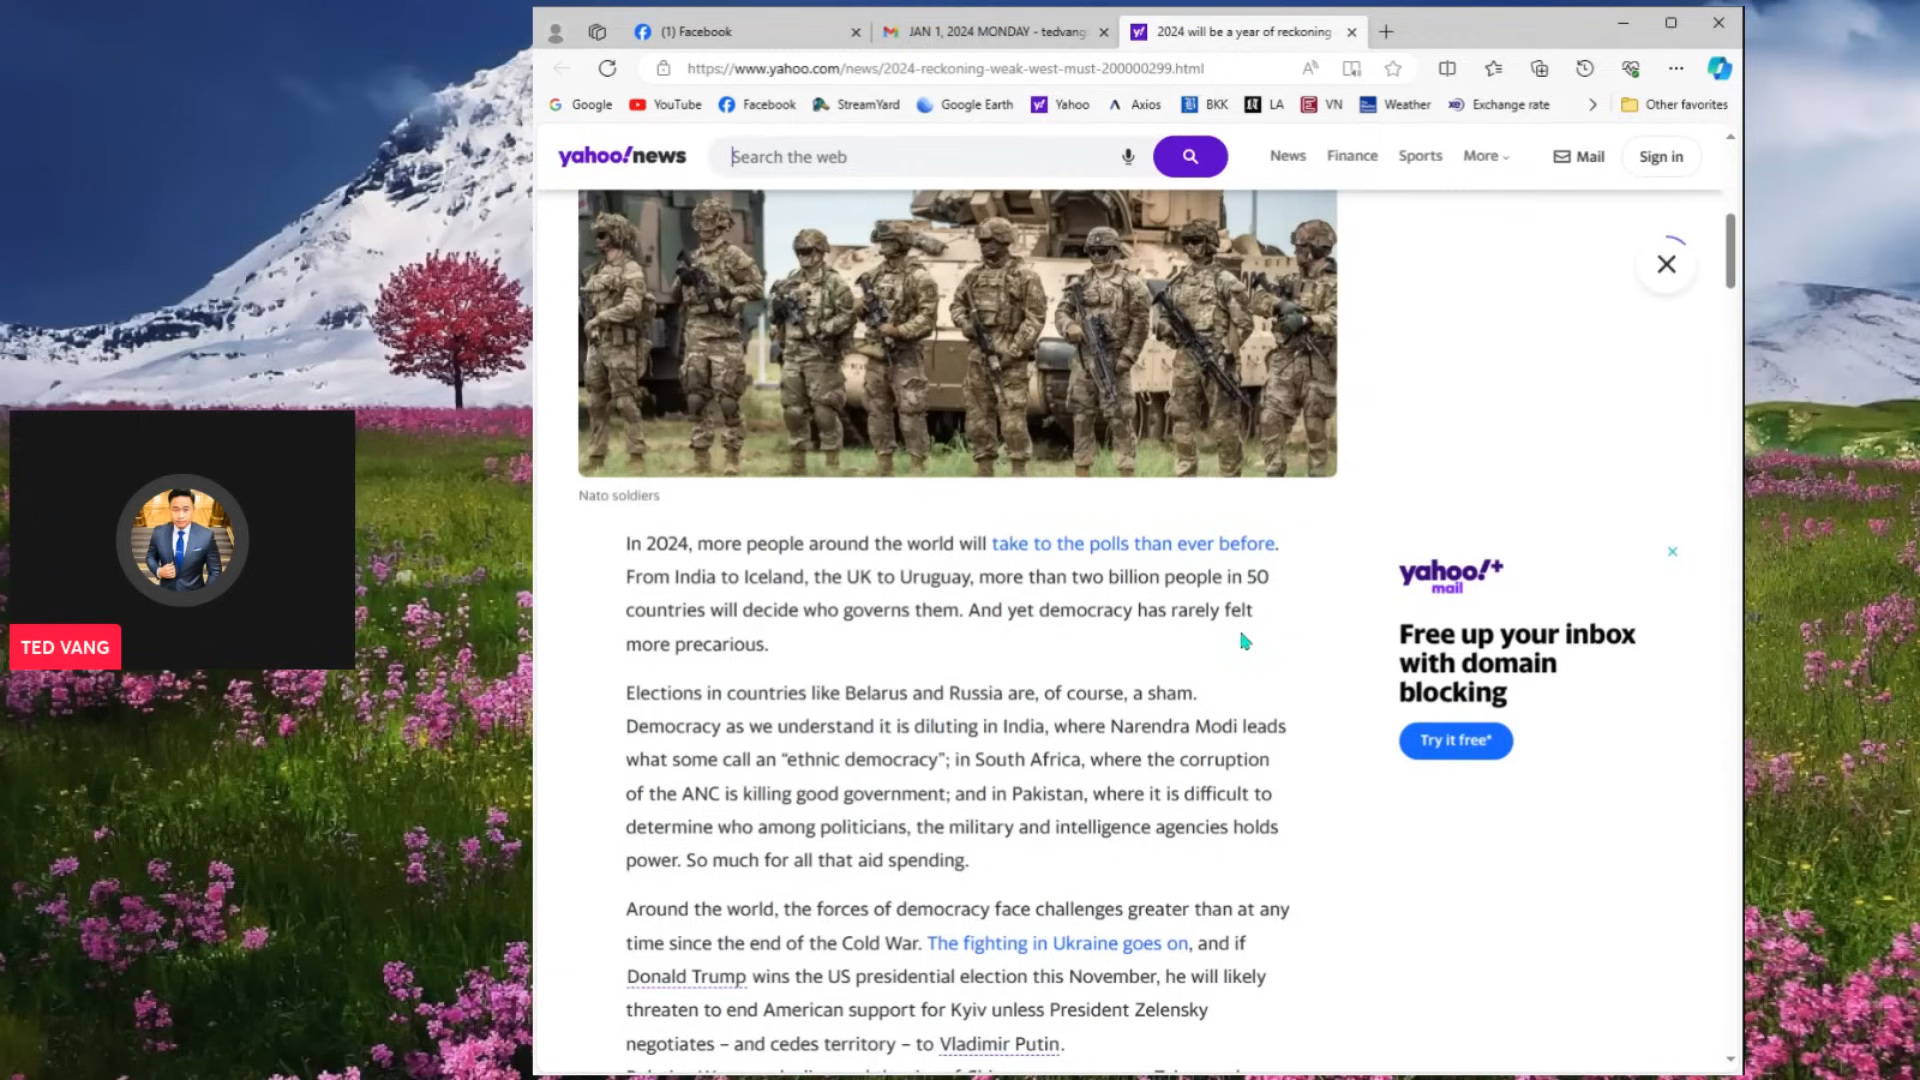 (1) Facebook
JAN 1, 2024 MONDAY - tedvang
2024 will be a year of reckoning
https://www.yahoo.com/news/2024-reckoning-weak-west-must-200000299.html
Google
YouTube
Facebook
StreamYard
Google Earth
Yahoo
Axios
BKK
LA
VN
Weather
Exchange rate
Other favorites
yahoo!news
Search the web
News
Finance
Sports
More
Mail
Sign in
Nato soldiers
In 2024, more people around the world will take to the polls than ever before.
From India to Iceland, the UK to Uruguay, more than two billion people in 50
countries will decide who governs them. And yet democracy has rarely felt
more precarious.
Elections in countries like Belarus and Russia are, of course, a sham.
Democracy as we understand it is diluting in India, where Narendra Modi leads
what some call an “ethnic democracy”; in South Africa, where the corruption
of the ANC is killing good government; and in Pakistan, where it is difficult to
determine who among politicians, the military and intelligence agencies holds
power. So much for all that aid spending.
Around the world, the forces of democracy face challenges greater than at any
time since the end of the Cold War. The fighting in Ukraine goes on, and if
Donald Trump wins the US presidential election this November, he will likely
threaten to end American support for Kyiv unless President Zelensky
negotiates – and cedes territory – to Vladimir Putin.
yahoo!+
mail
Free up your inbox
with domain
blocking
Try it free*
TED VANG